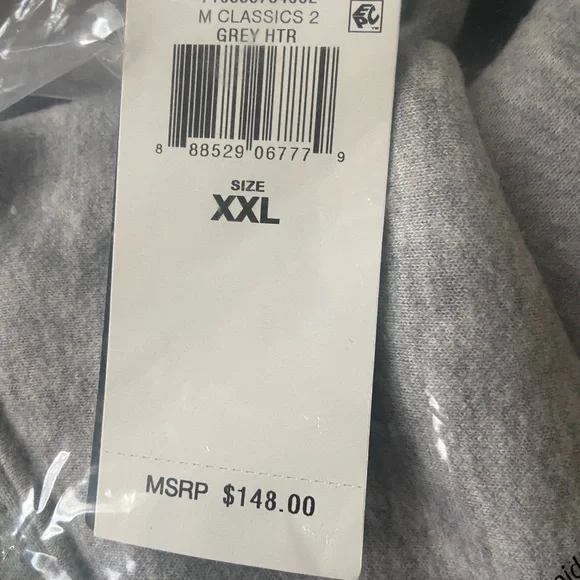 M CLASSICS 2
GREY HTR
8 88529 06777 9
SIZE
XXL
MSRP $148.00